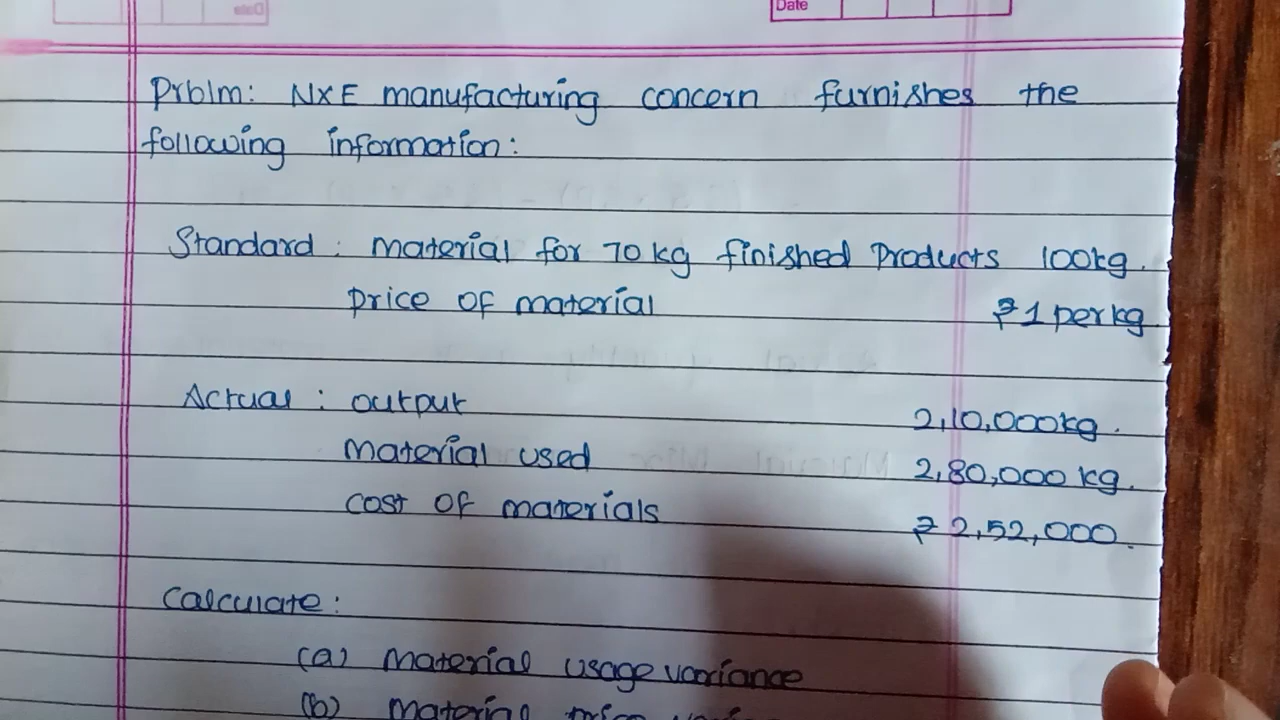 Date
Prblm: NXE manufacturing concern furnishes the
following information:
Standard: Material for 70 kg finished Products 100kg.
Price of material ₹1 per kg
Actual: output 2,10,000kg.
Material used 2,80,000 kg.
Cost of materials ₹2,52,000.
Calculate:
(a) Material usage variance
(b) Material